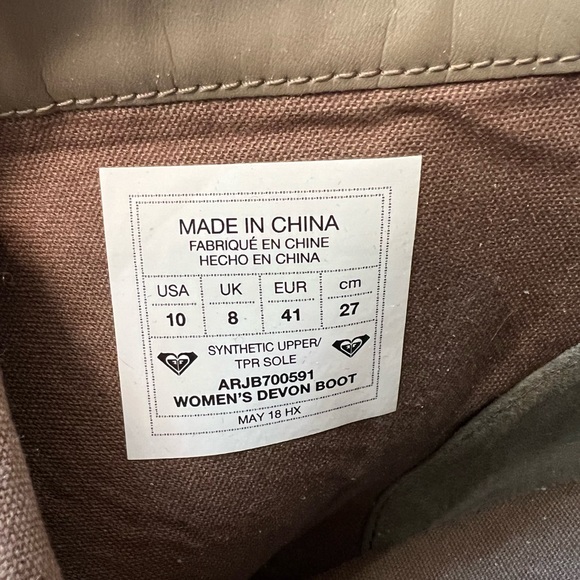 MADE IN CHINA
FABRIQUÉ EN CHINE
HECHO EN CHINA
USA UK EUR cm
10 8 41 27
SYNTHETIC UPPER/
TPR SOLE
ARJB700591
WOMEN'S DEVON BOOT
MAY 18 HX